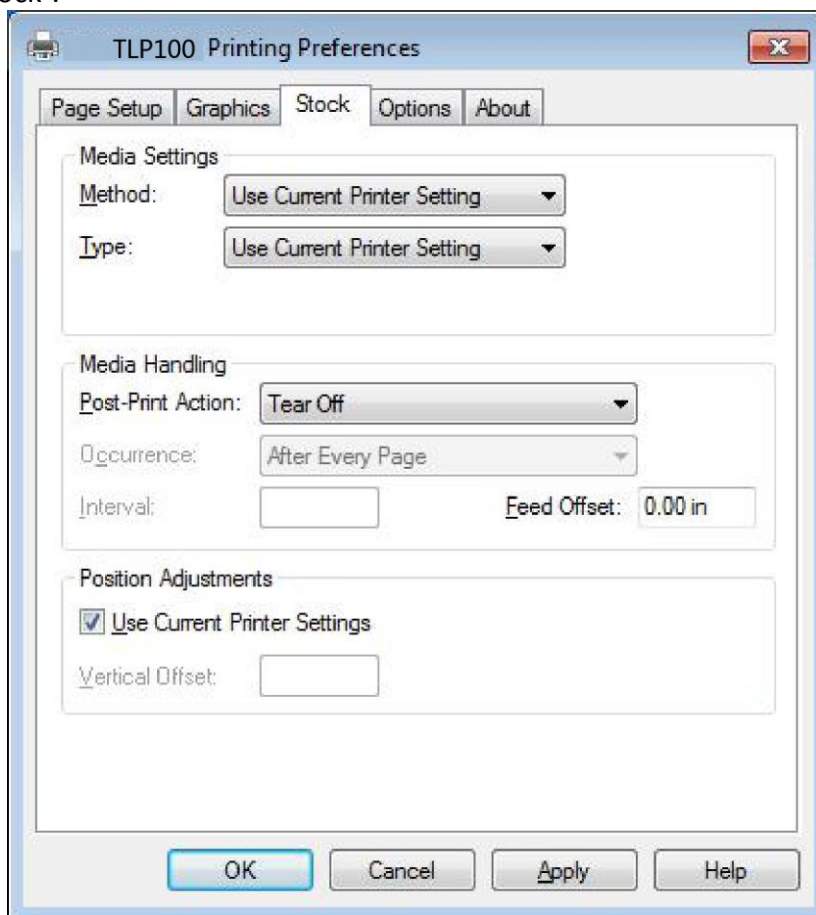 TLP100 Printing Preferences
Page Setup Graphics Stock Options About
Media Settings
Method: Use Current Printer Setting
Type: Use Current Printer Setting
Media Handling
Post-Print Action: Tear Off
Occurrence: After Every Page
Interval: Feed Offset: 0.00 in
Position Adjustments
Use Current Printer Settings
Vertical Offset:
OK Cancel Apply Help